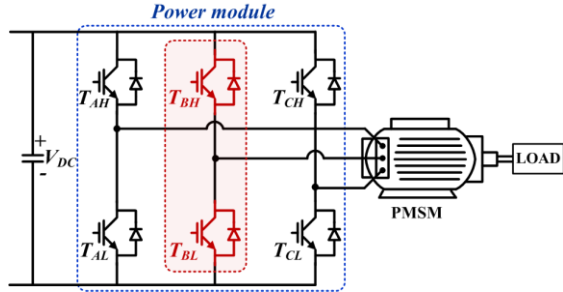 Power module
T_AH
T_BH
T_CH
+
V_DC
-
LOAD
PMSM
T_AL
T_BL
T_CL